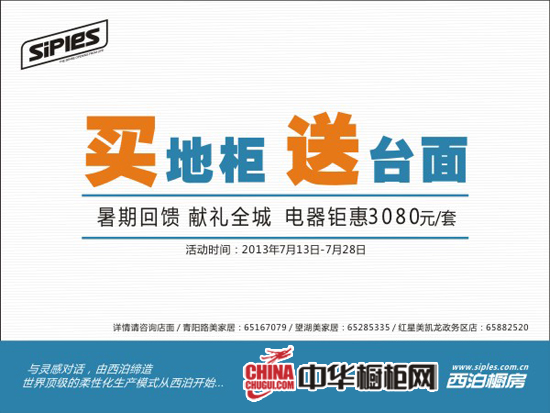 SiPlES
买地柜 送台面
暑期回馈 献礼全城 电器钜惠3080元/套
活动时间：2013年7月13日-7月28日
详情请咨询店面 / 青阳路美家居：65167079 / 望湖美家居：65285335 / 红星美凯龙政务区店：65882520
与灵感对话，由西泊缔造
世界顶级的柔性化生产模式从西泊开始...
CHINA
CHUGUI.COM
中华橱柜网
www.siples.com.cn
西泊橱房